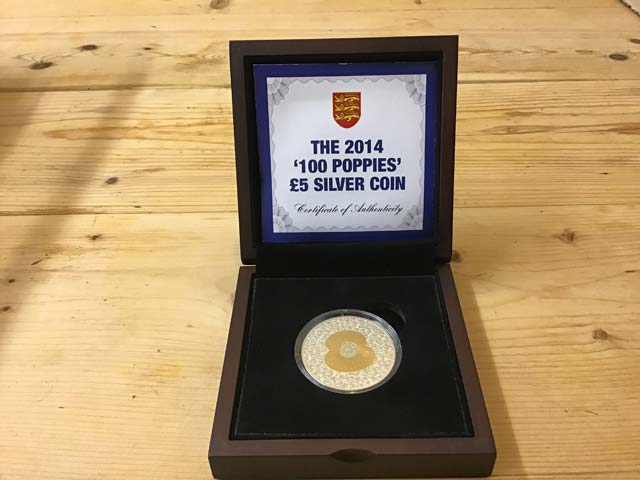 THE 2014
'100 POPPIES'
£5 SILVER COIN
Certificate of Authenticity